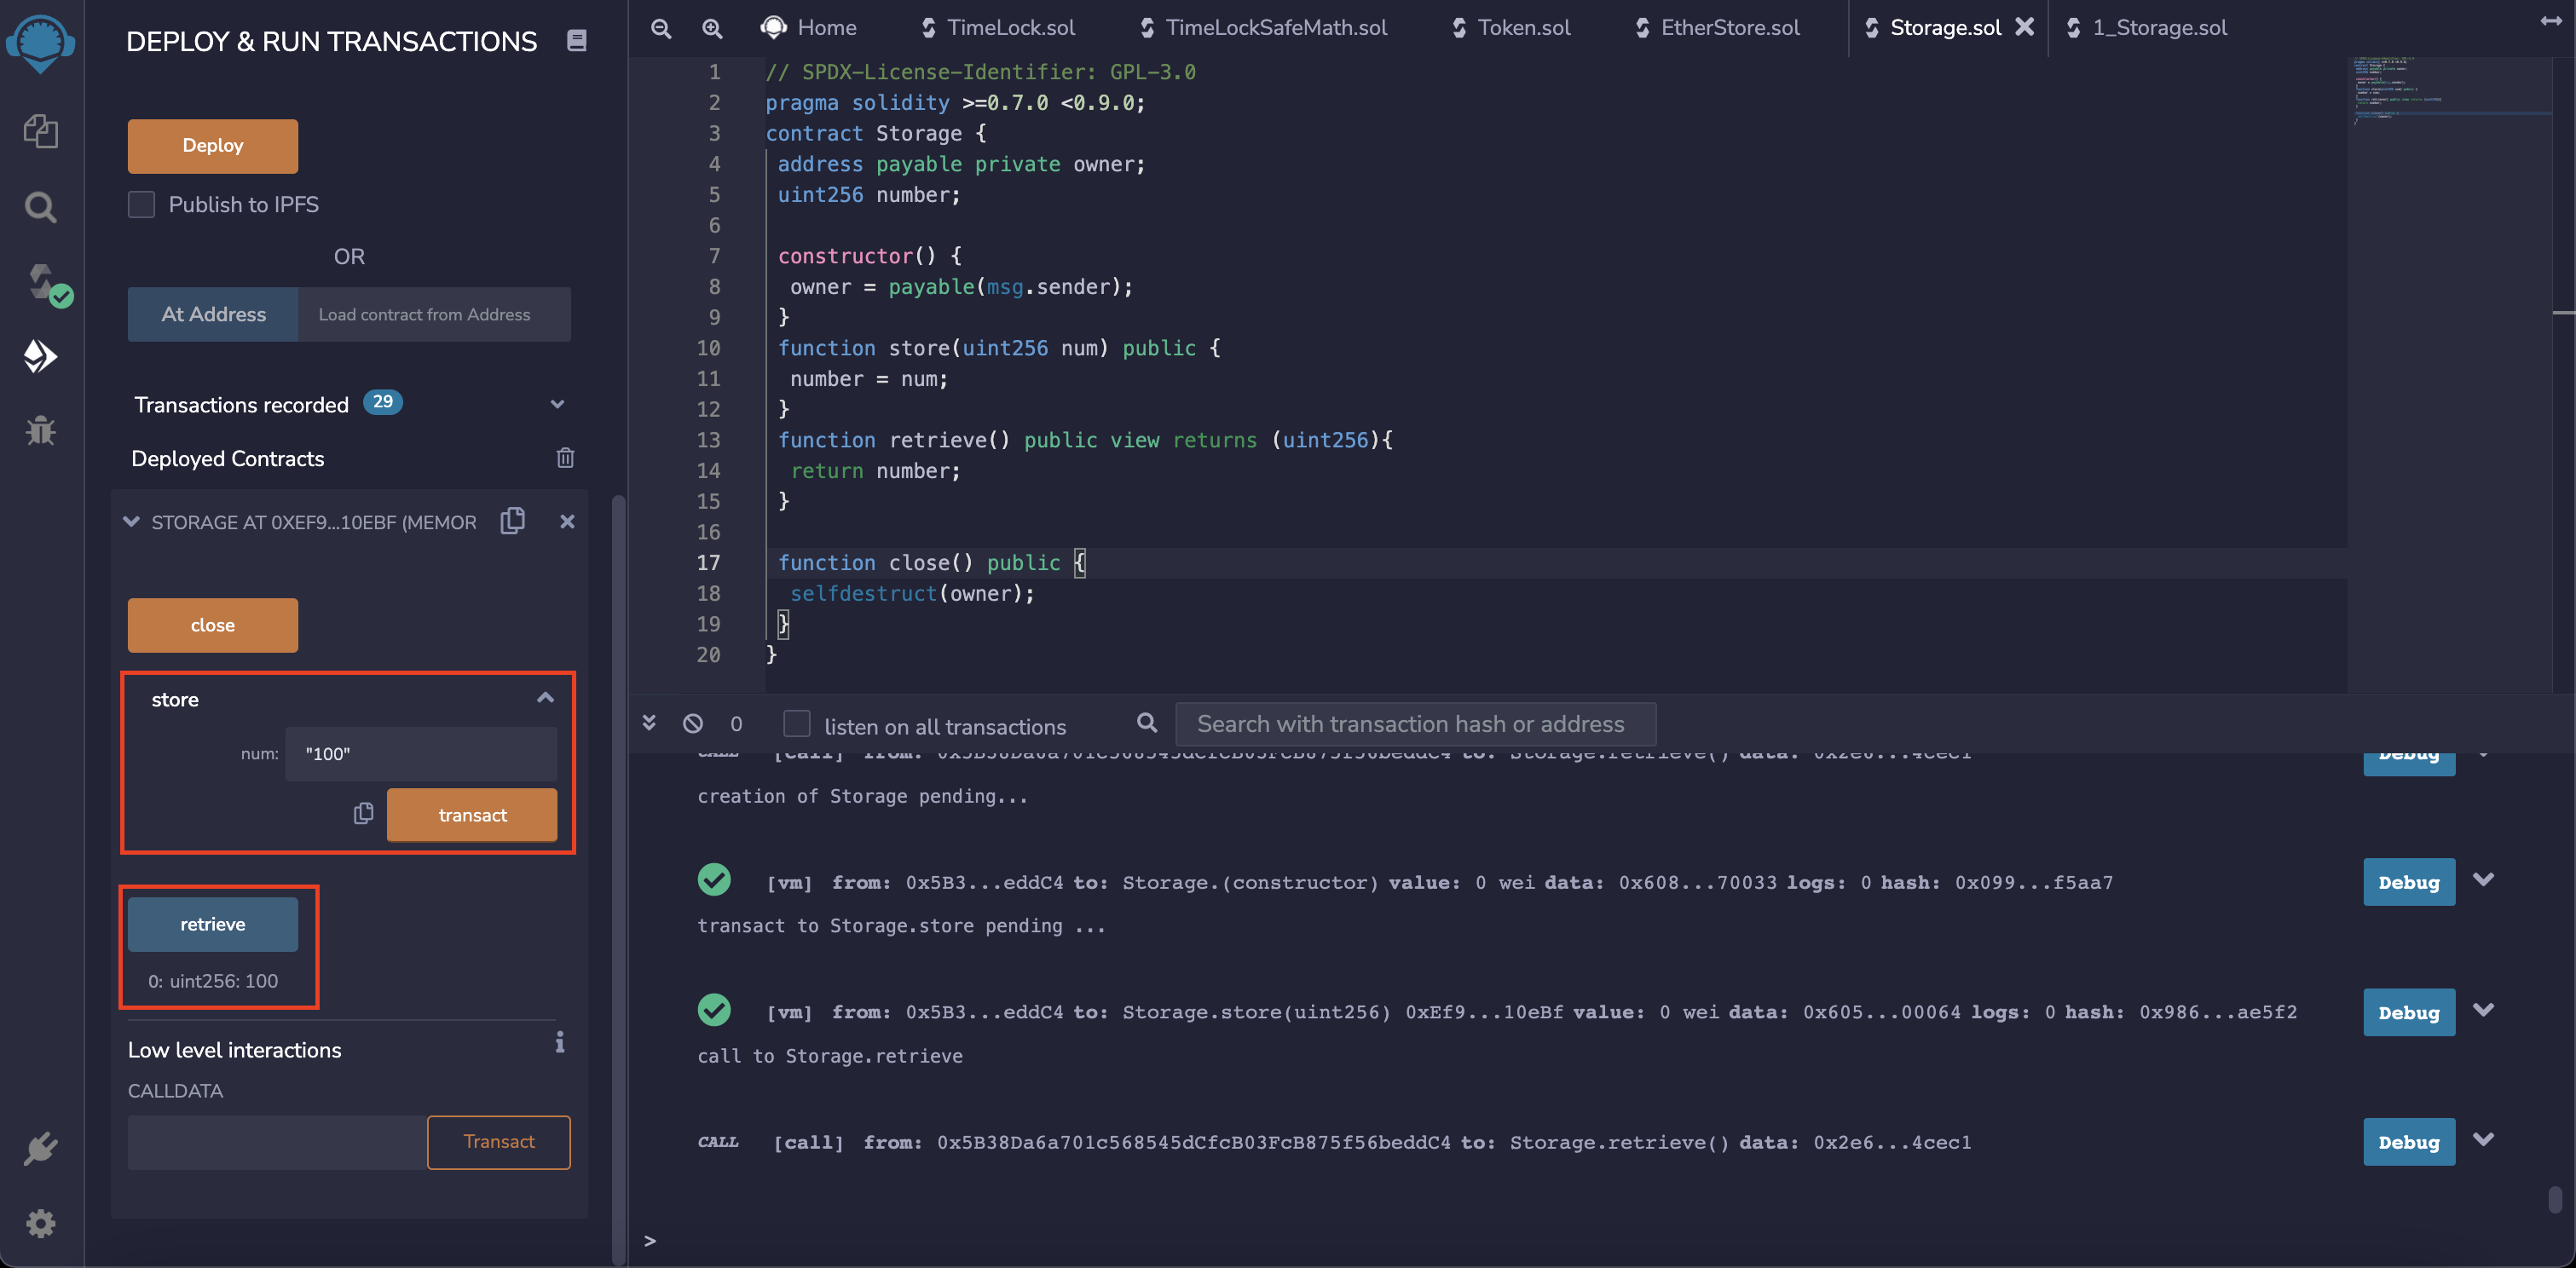 DEPLOY & RUN TRANSACTIONS
Deploy
Publish to IPFS
OR
At Address
Load contract from Address
Transactions recorded 29
Deployed Contracts
STORAGE AT 0XEF9...10EBF (MEMOR
close
store
num: "100"
transact
retrieve
0: uint256: 100
Low level interactions
i
CALLDATA
Transact
Home TimeLock.sol TimeLockSafeMath.sol Token.sol EtherStore.sol Storage.sol 1_Storage.sol
1 // SPDX-License-Identifier: GPL-3.0
2 pragma solidity >=0.7.0 <0.9.0;
3 contract Storage {
4 address payable private owner;
5 uint256 number;
6
7 constructor() {
8 owner = payable(msg.sender);
9 }
10 function store(uint256 num) public {
11 number = num;
12 }
13 function retrieve() public view returns (uint256){
14 return number;
15 }
16
17 function close() public {
18 selfdestruct(owner);
19 }
20 }
0 listen on all transactions Search with transaction hash or address
CALL [call] from: 0x5B38Da6a701c568545dCfcB03FcB875f56beddC4 to: Storage.retrieve() data: 0x2e6...4cec1 Debug
creation of Storage pending...
[vm] from: 0x5B3...eddC4 to: Storage.(constructor) value: 0 wei data: 0x608...70033 logs: 0 hash: 0x099...f5aa7 Debug
transact to Storage.store pending ...
[vm] from: 0x5B3...eddC4 to: Storage.store(uint256) 0xEf9...10eBf value: 0 wei data: 0x605...00064 logs: 0 hash: 0x986...ae5f2 Debug
call to Storage.retrieve
CALL [call] from: 0x5B38Da6a701c568545dCfcB03FcB875f56beddC4 to: Storage.retrieve() data: 0x2e6...4cec1 Debug
>